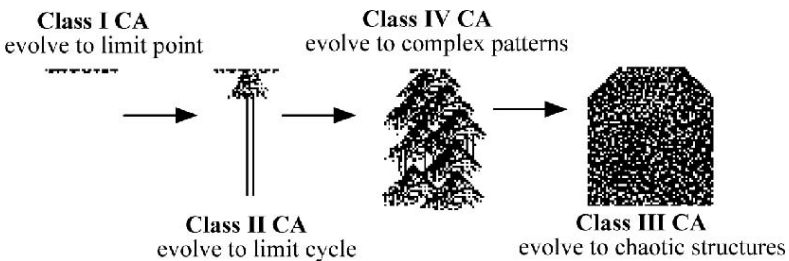 Class I CA
evolve to limit point
Class IV CA
evolve to complex patterns
Class II CA
evolve to limit cycle
Class III CA
evolve to chaotic structures